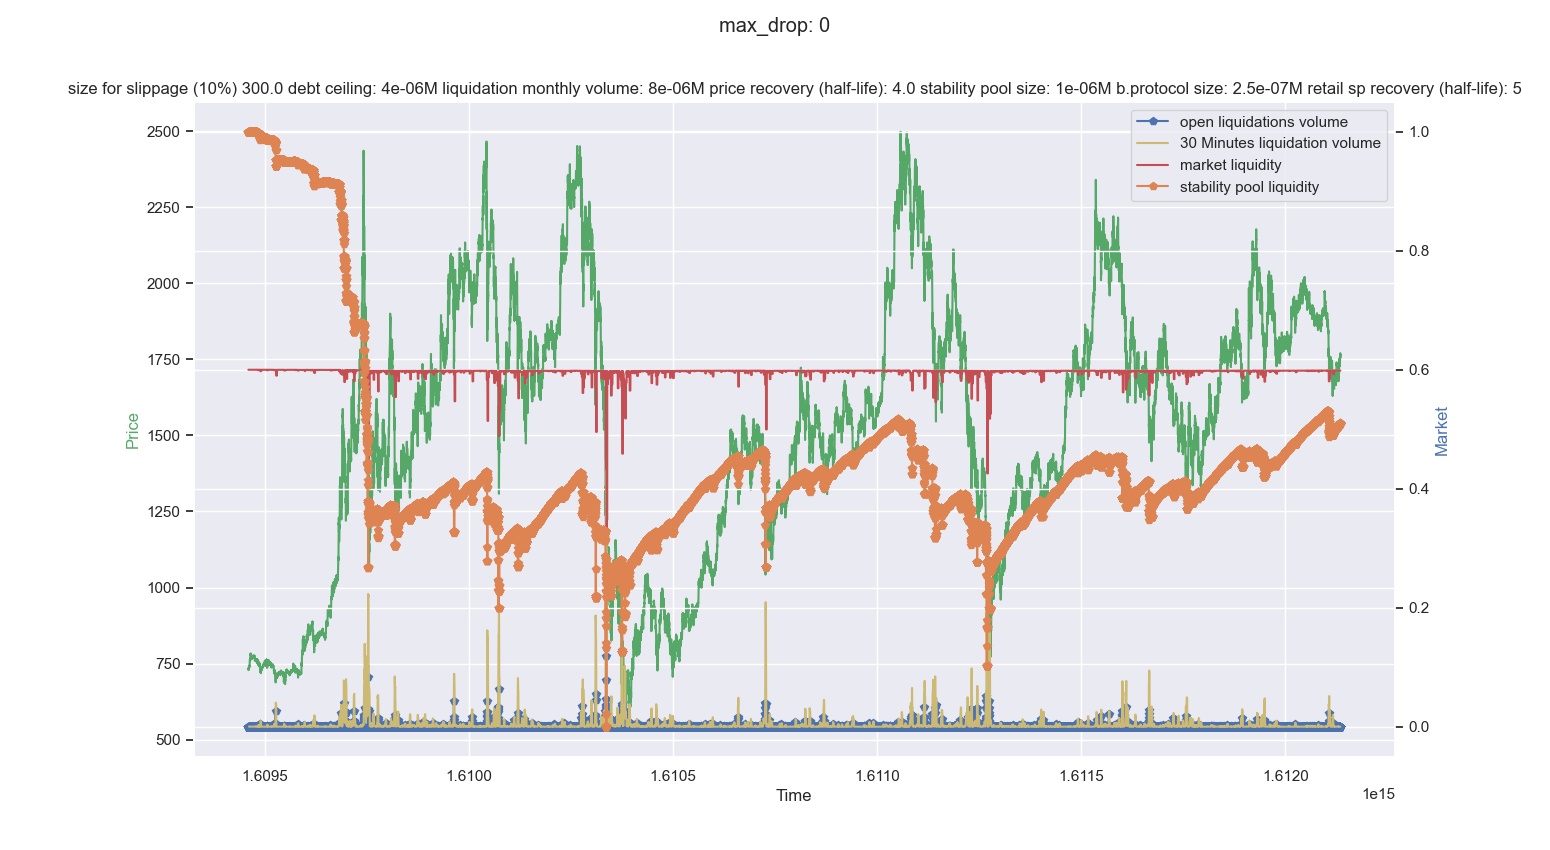 max_drop: 0
size for slippage (10%) 300.0 debt ceiling: 4e-06M liquidation monthly volume: 8e-06M price recovery (half-life): 4.0 stability pool size: 1e-06M b.protocol size: 2.5e-07M retail sp recovery (half-life): 5
open liquidations volume
30 Minutes liquidation volume
market liquidity
stability pool liquidity
2500
2250
2000
1750
1500
1250
1000
750
500
Price
1.0
0.8
0.6
0.4
0.2
0.0
Market
1.6095
1.6100
1.6105
1.6110
1.6115
1.6120
1e15
Time